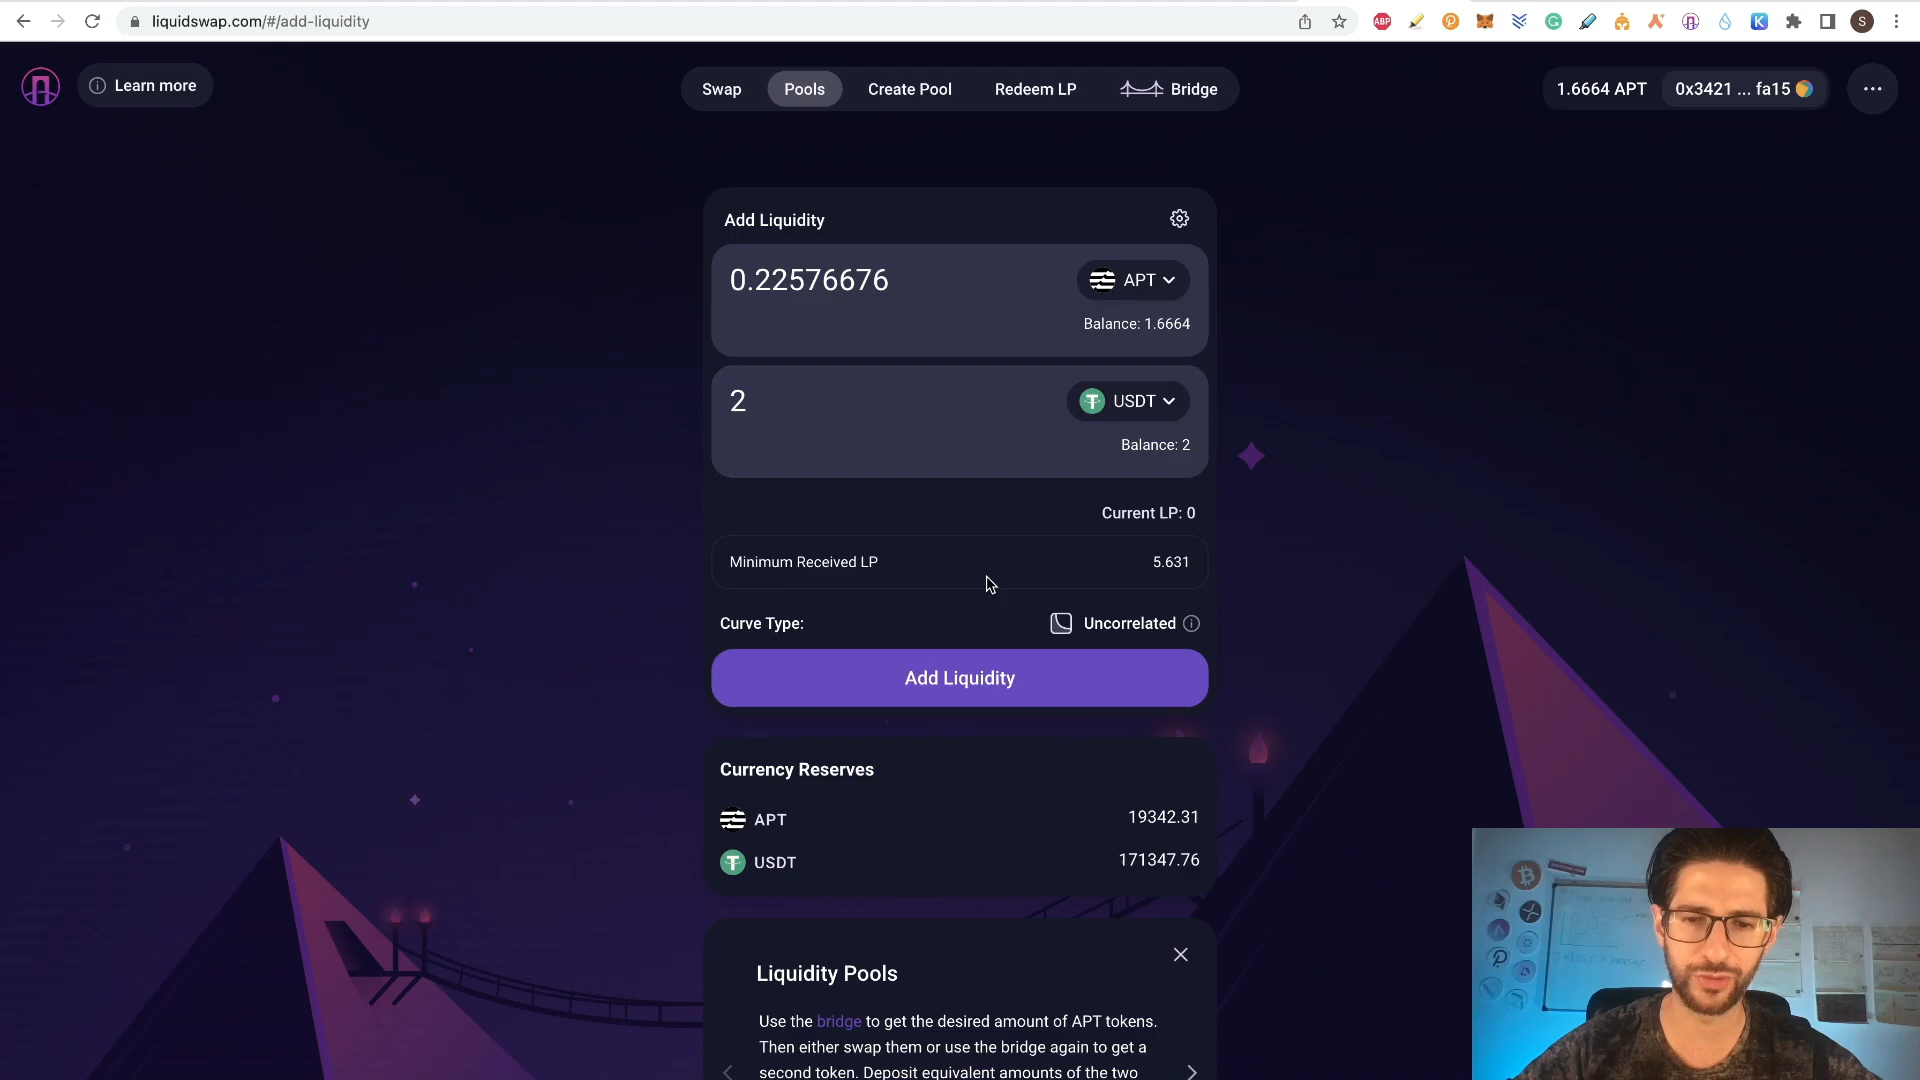 liquidswap.com/#/add-liquidity
ABP
S
Learn more
Swap
Pools
Create Pool
Redeem LP
Bridge
1.6664 APT
0x3421 ... fa15
Add Liquidity
0.22576676
APT
Balance: 1.6664
2
USDT
Balance: 2
Current LP: 0
Minimum Received LP
5.631
Curve Type:
Uncorrelated
Add Liquidity
Currency Reserves
APT
19342.31
USDT
171347.76
Liquidity Pools
Use the bridge to get the desired amount of APT tokens.
Then either swap them or use the bridge again to get a
second token. Deposit equivalent amounts of the two